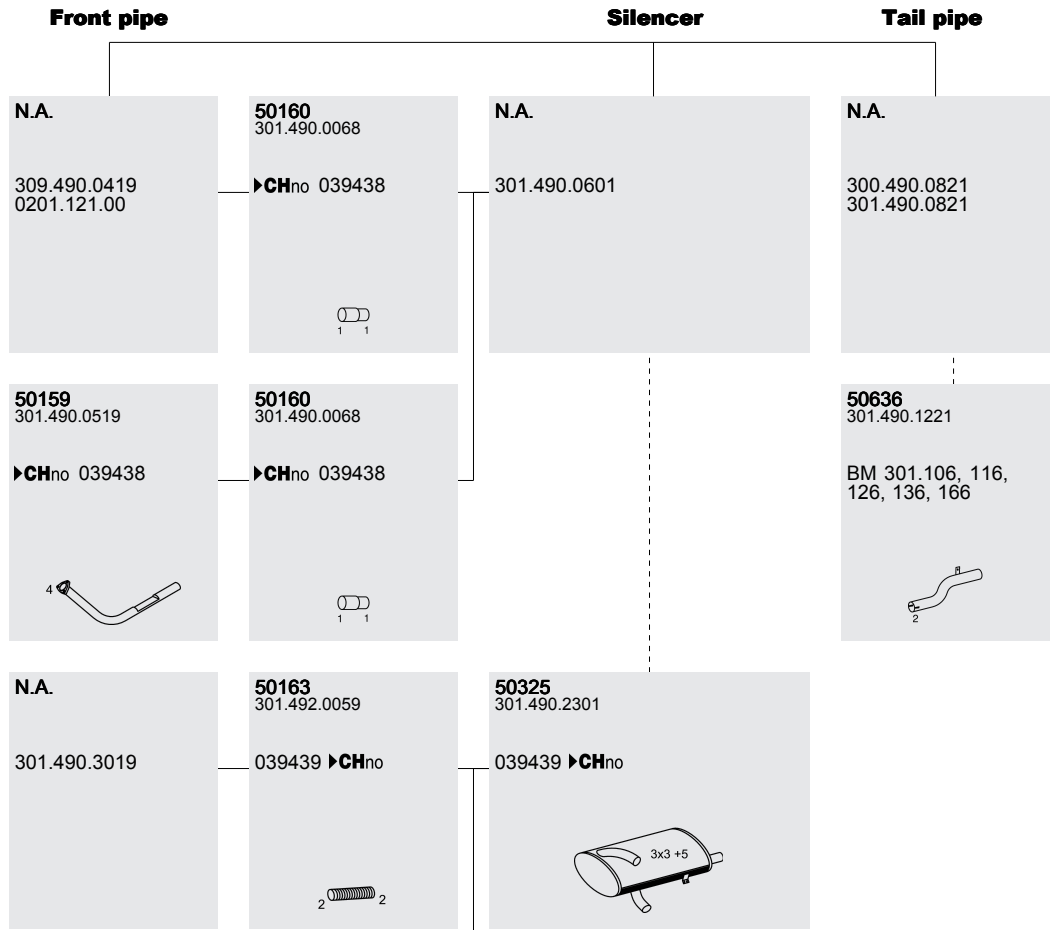 Front pipe
Silencer
Tail pipe
N.A.
309.490.0419
0201.121.00
50160
301.490.0068
▶CHno 039438
1 1
N.A.
301.490.0601
N.A.
300.490.0821
301.490.0821
50159
301.490.0519
▶CHno 039438
4
50160
301.490.0068
▶CHno 039438
1 1
50636
301.490.1221
BM 301.106, 116,
126, 136, 166
2
N.A.
301.490.3019
50163
301.492.0059
039439 ▶CHno
2 2
50325
301.490.2301
039439 ▶CHno
3x3 +5